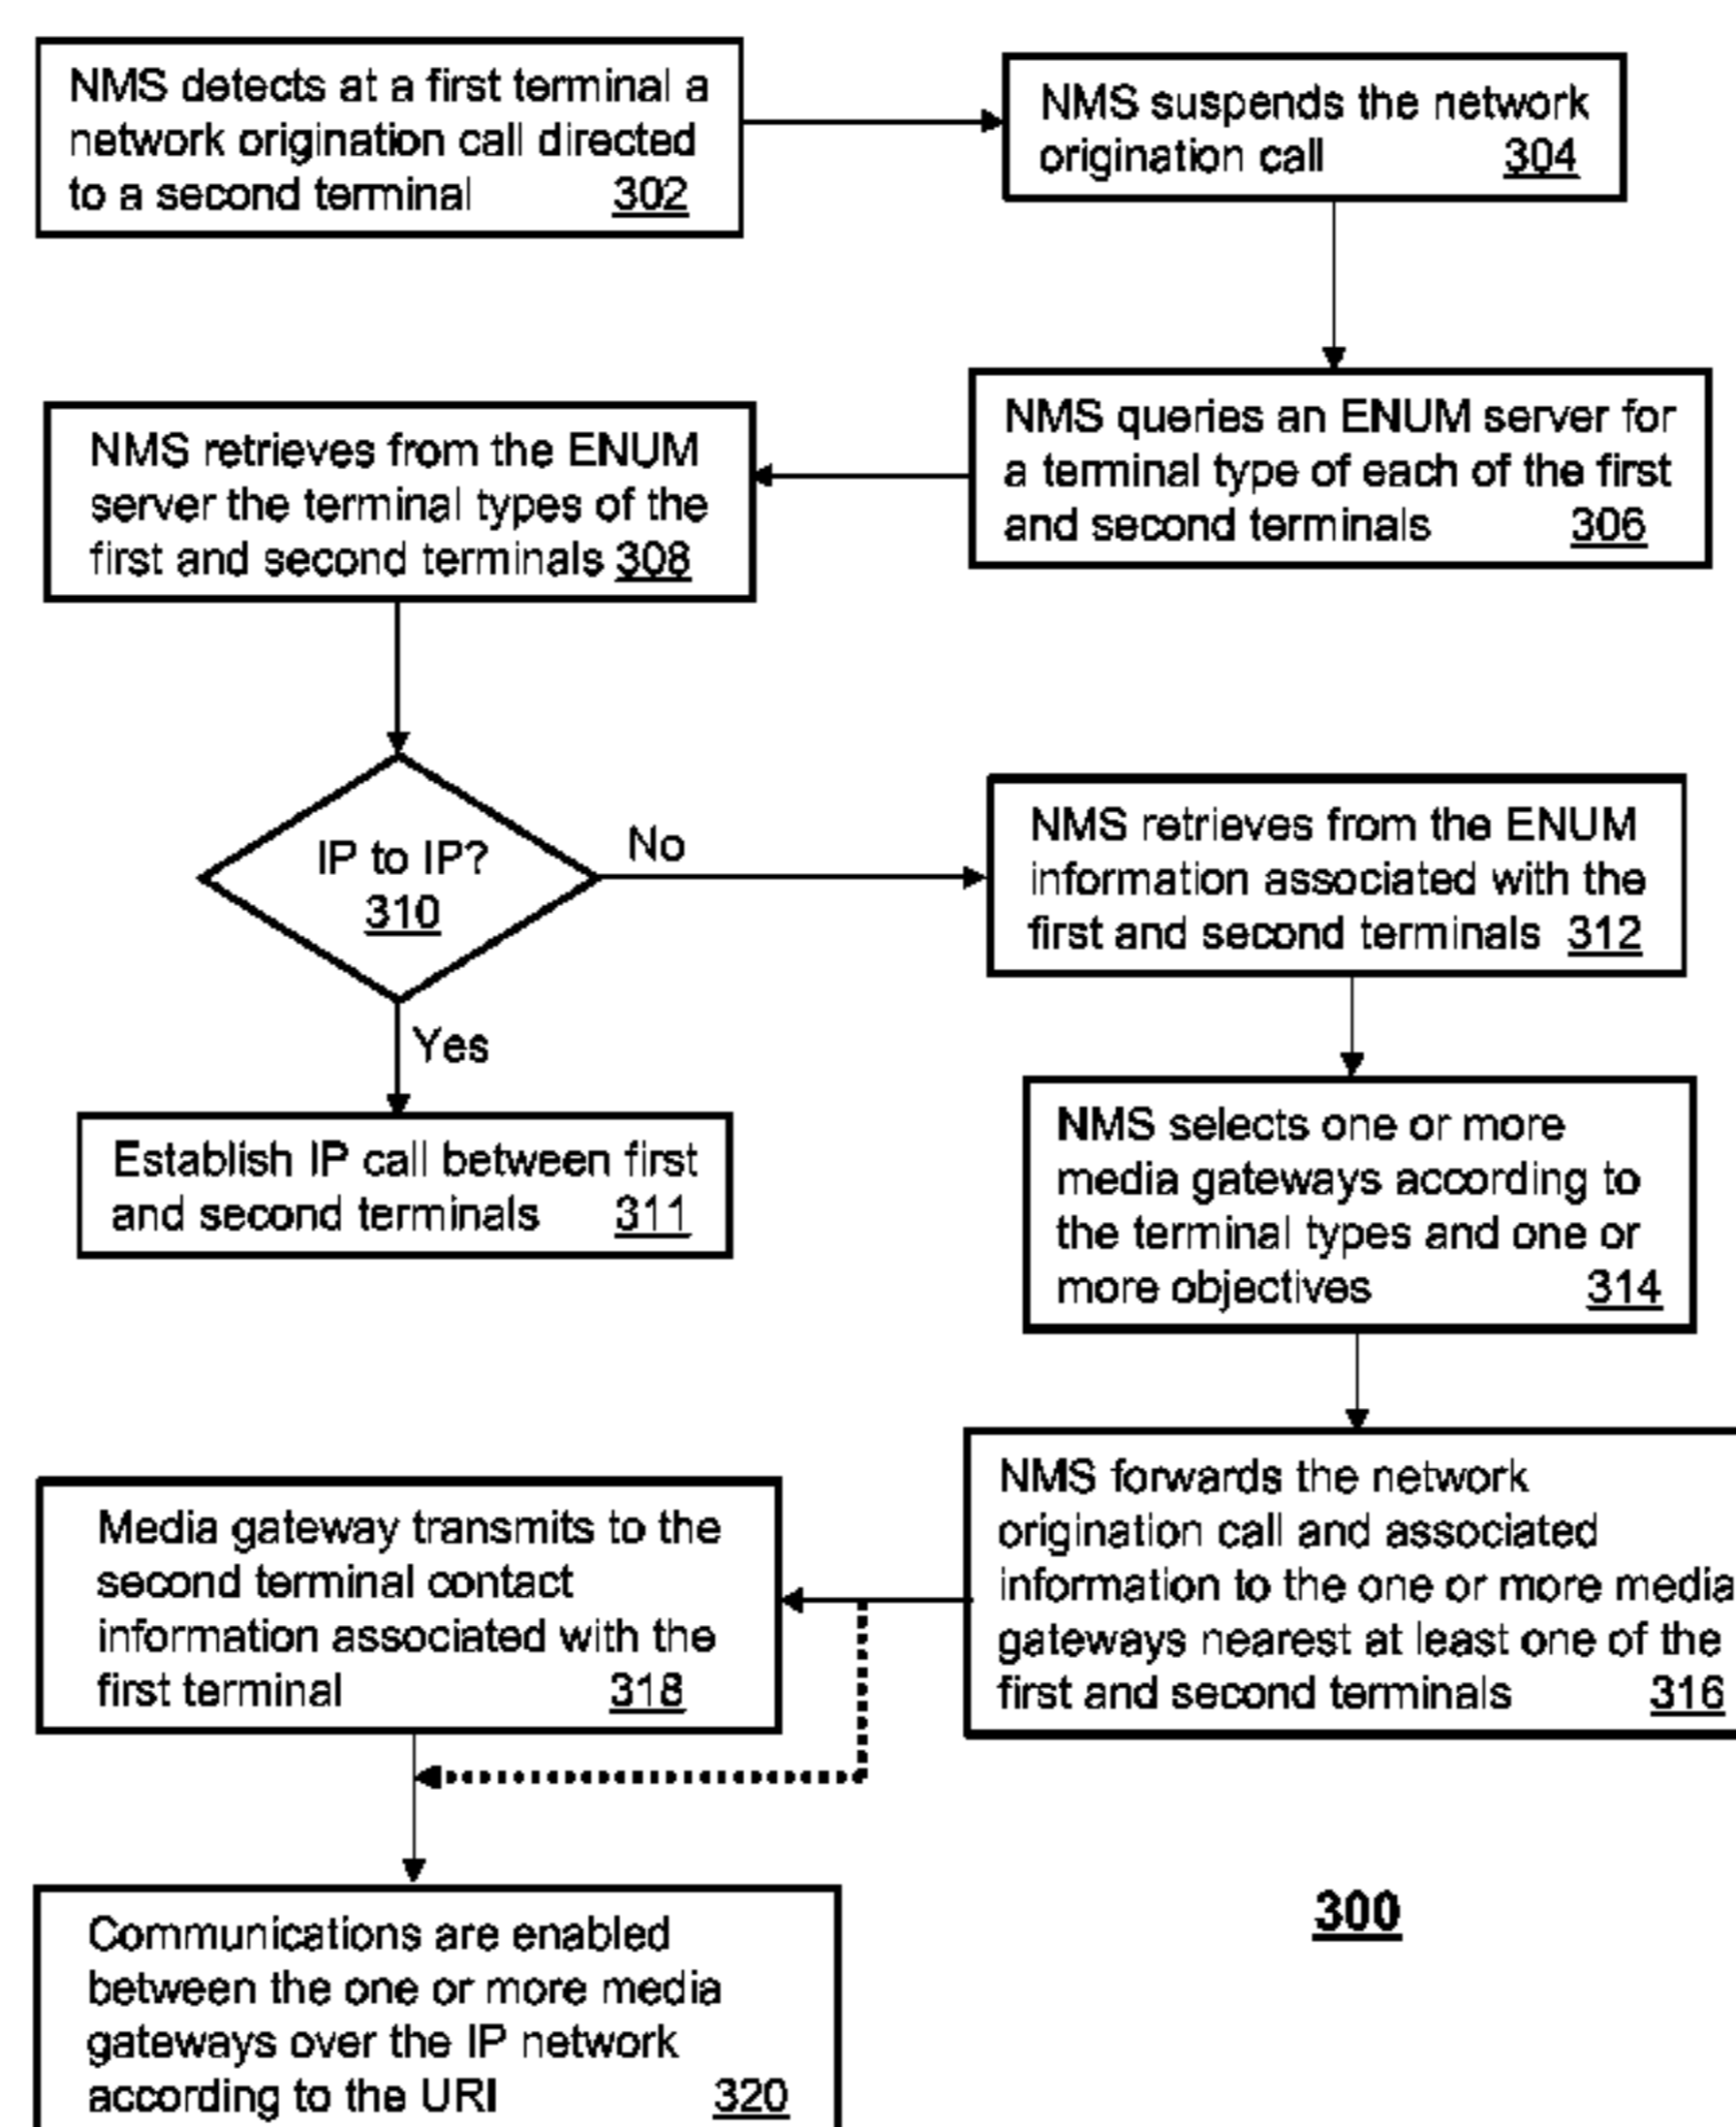 NMS detects at a first terminal a
network origination call directed
to a second terminal 302
NMS suspends the network
origination call 304
NMS queries an ENUM server for
a terminal type of each of the first
and second terminals 306
NMS retrieves from the ENUM
server the terminal types of the
first and second terminals 308
IP to IP?
310
No
Yes
Establish IP call between first
and second terminals 311
NMS retrieves from the ENUM
information associated with the
first and second terminals 312
NMS selects one or more
media gateways according to
the terminal types and one or
more objectives 314
NMS forwards the network
origination call and associated
information to the one or more media
gateways nearest at least one of the
first and second terminals 316
Media gateway transmits to the
second terminal contact
information associated with the
first terminal 318
Communications are enabled
between the one or more media
gateways over the IP network
according to the URI 320
300